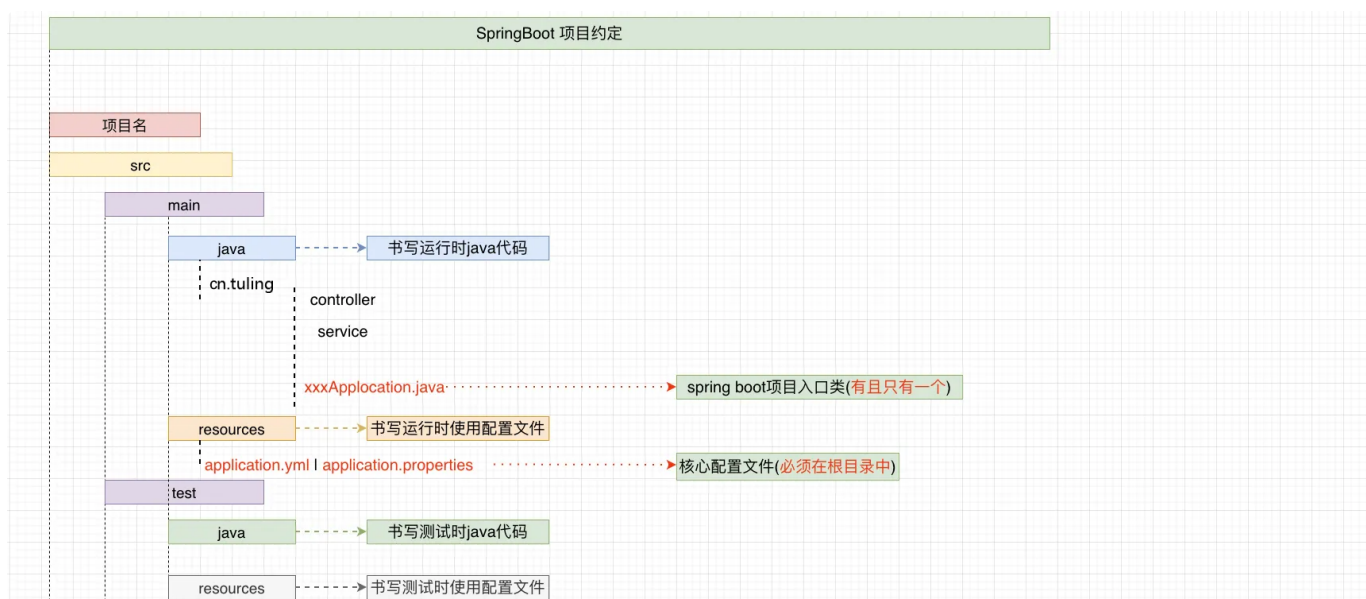 SpringBoot 项目约定
项目名
src
main
java
书写运行时java代码
cn.tuling
controller
service
xxxApplocation.java
spring boot项目入口类(有且只有一个)
resources
书写运行时使用配置文件
application.yml | application.properties
核心配置文件(必须在根目录中)
test
java
书写测试时java代码
resources
书写测试时使用配置文件